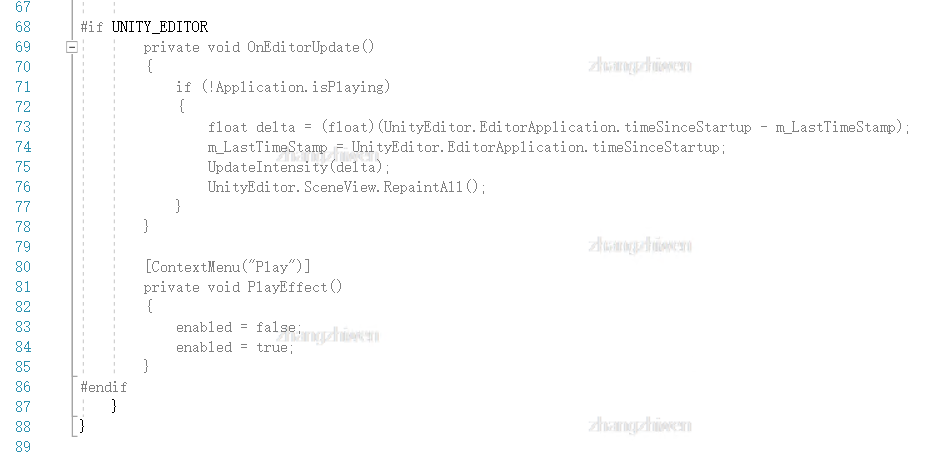 67
68 #if UNITY_EDITOR
69 private void OnEditorUpdate()
70 {
71 if (!Application.isPlaying)
72 {
73 float delta = (float)(UnityEditor.EditorApplication.timeSinceStartup - m_LastTimeStamp);
74 m_LastTimeStamp = UnityEditor.EditorApplication.timeSinceStartup;
75 UpdateIntensity(delta);
76 UnityEditor.SceneView.RepaintAll();
77 }
78 }
79
80 [ContextMenu("Play")]
81 private void PlayEffect()
82 {
83 enabled = false;
84 enabled = true;
85 }
86 #endif
87 }
88 }
89
zhangzhiwen
zhangzhiwen
zhangzhiwen
zhangzhiwen
zhangzhiwen